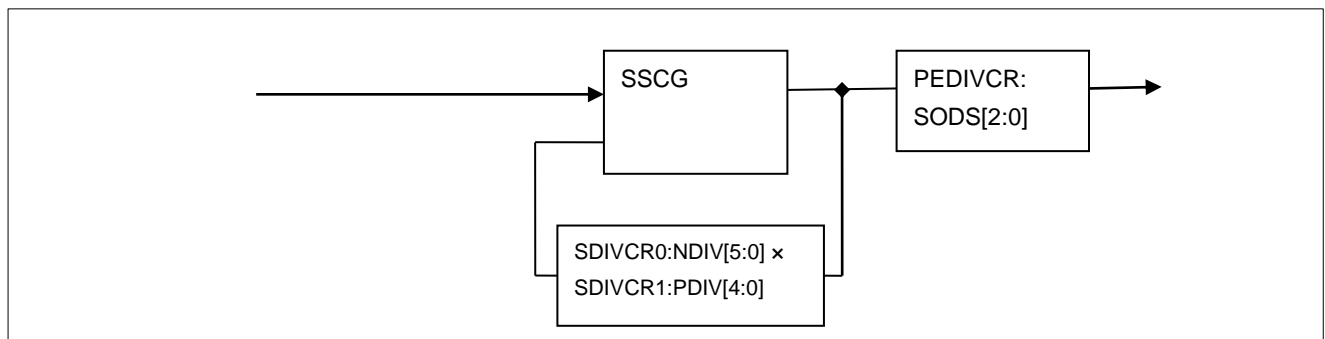 SSCG
PEDIVCR:
SODS[2:0]
SDIVCR0:NDIV[5:0] ×
SDIVCR1:PDIV[4:0]